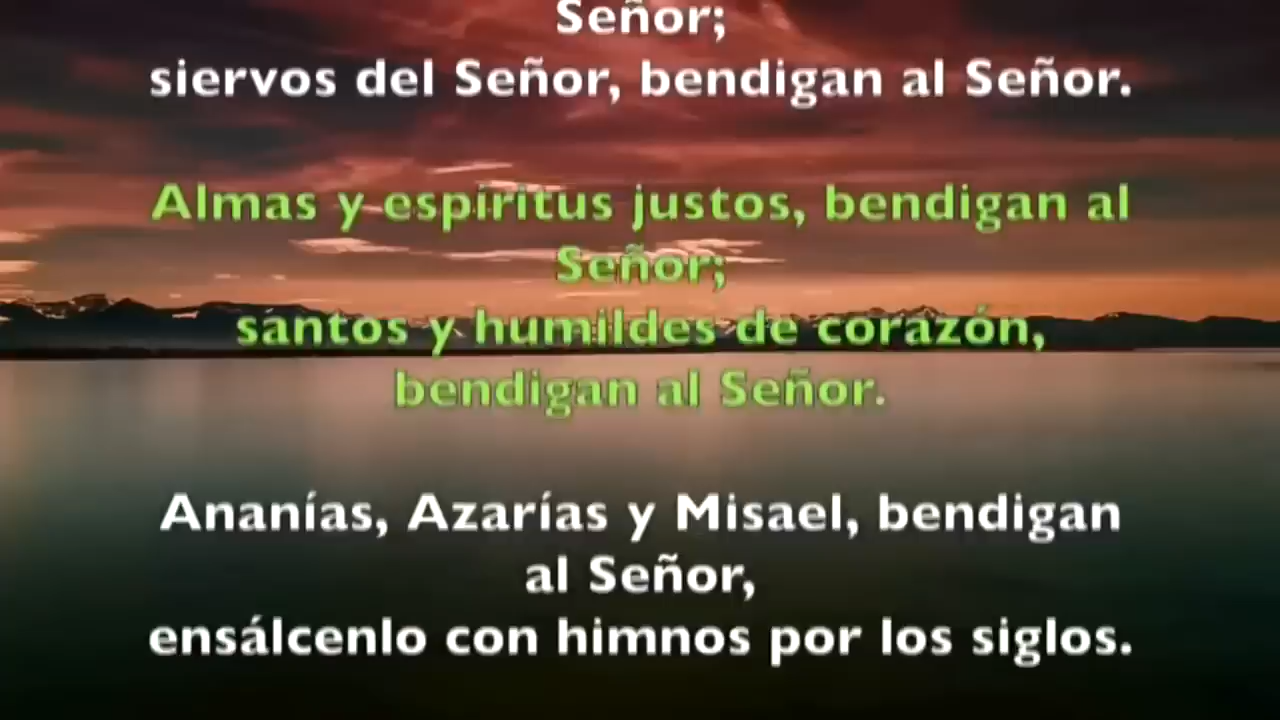 Señor;
siervos del Señor, bendigan al Señor.
Almas y espíritus justos, bendigan al
Señor;
santos y humildes de corazón,
bendigan al Señor.
Ananías, Azarías y Misael, bendigan
al Señor,
ensálcenlo con himnos por los siglos.